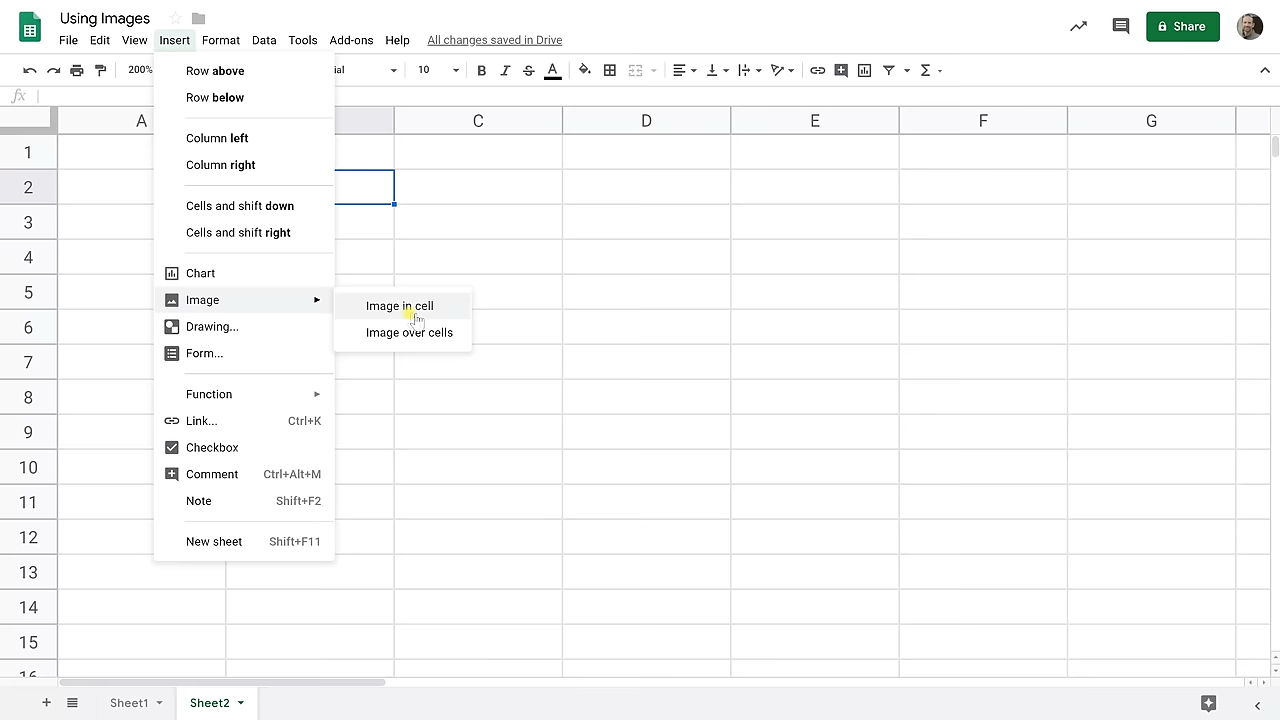 Using Images
File Edit View Insert Format Data Tools Add-ons Help All changes saved in Drive
Share
200% 10 B I S A
fx
A C D E F G
1
2
3
4
5
6
7
8
9
10
11
12
13
14
15
16
Row above
Row below
Column left
Column right
Cells and shift down
Cells and shift right
Chart
Image
Image in cell
Image over cells
Drawing...
Form...
Function
Link... Ctrl+K
Checkbox
Comment Ctrl+Alt+M
Note Shift+F2
New sheet Shift+F11
Sheet1 Sheet2